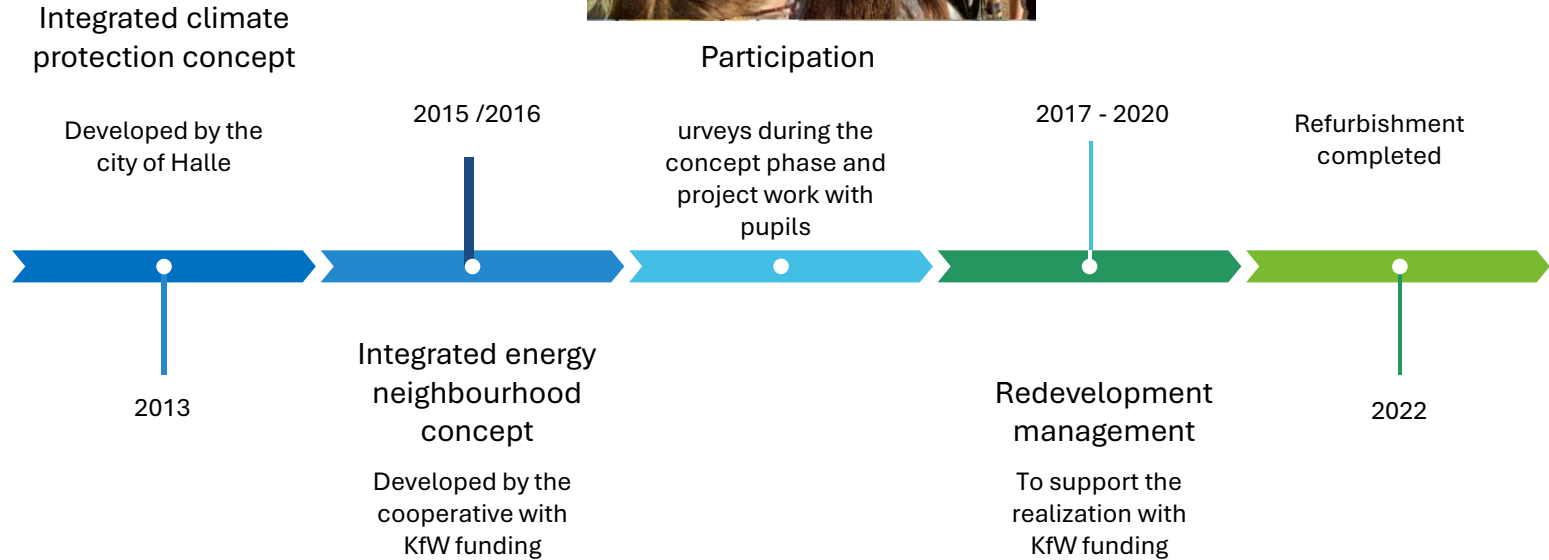 Integrated climate
protection concept
Developed by the
city of Halle
2013
2015 /2016
Integrated energy
neighbourhood
concept
Developed by the
cooperative with
KfW funding
Participation
urveys during the
concept phase and
project work with
pupils
2017 - 2020
Redevelopment
management
To support the
realization with
KfW funding
Refurbishment
completed
2022